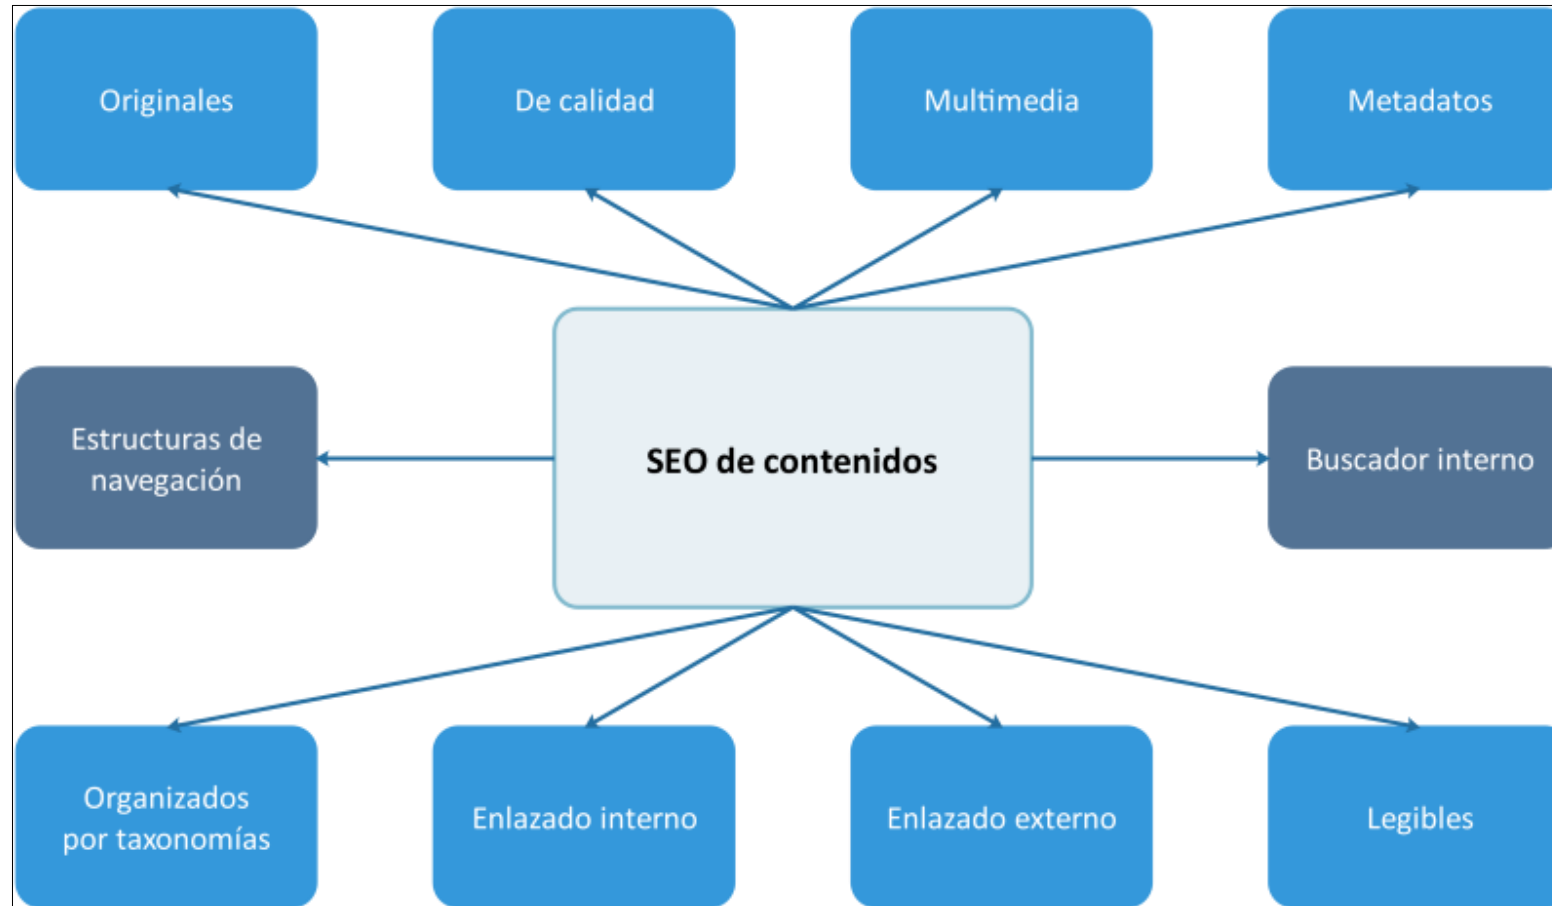 Originales
De calidad
Multimedia
Metadatos
Estructuras de
navegación
SEO de contenidos
Buscador interno
Organizados
por taxonomías
Enlazado interno
Enlazado externo
Legibles